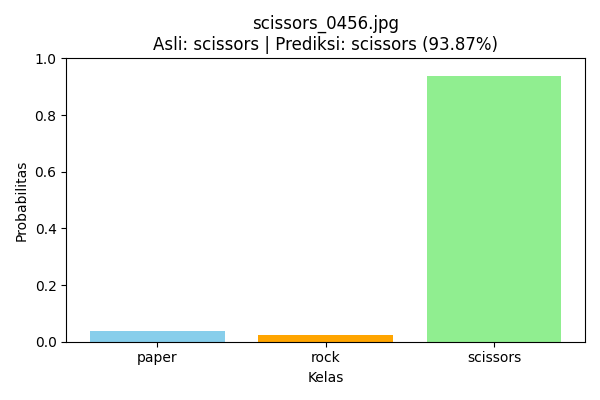 scissors_0456.jpg
Asli: scissors | Prediksi: scissors (93.87%)
1.0
0.8
0.6
0.4
0.2
0.0
Probabilitas
paper rock scissors
Kelas